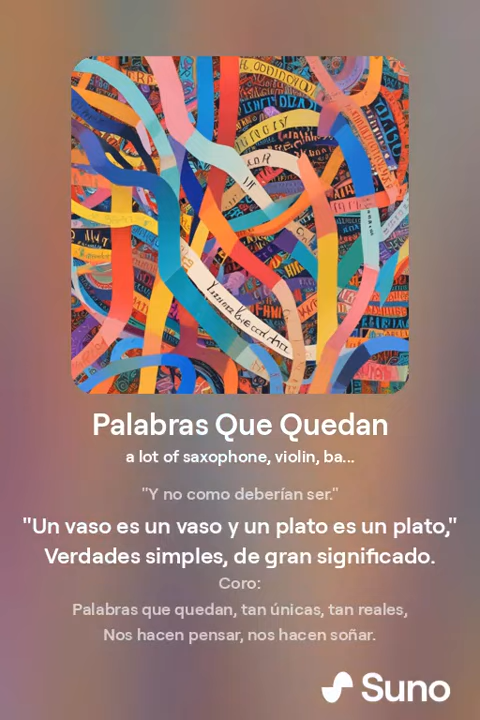 Palabras Que Quedan
a lot of saxophone, violin, ba...
"Y no como deberían ser."
"Un vaso es un vaso y un plato es un plato,"
Verdades simples, de gran significado.
Coro:
Palabras que quedan, tan únicas, tan reales,
Nos hacen pensar, nos hacen soñar.
Suno